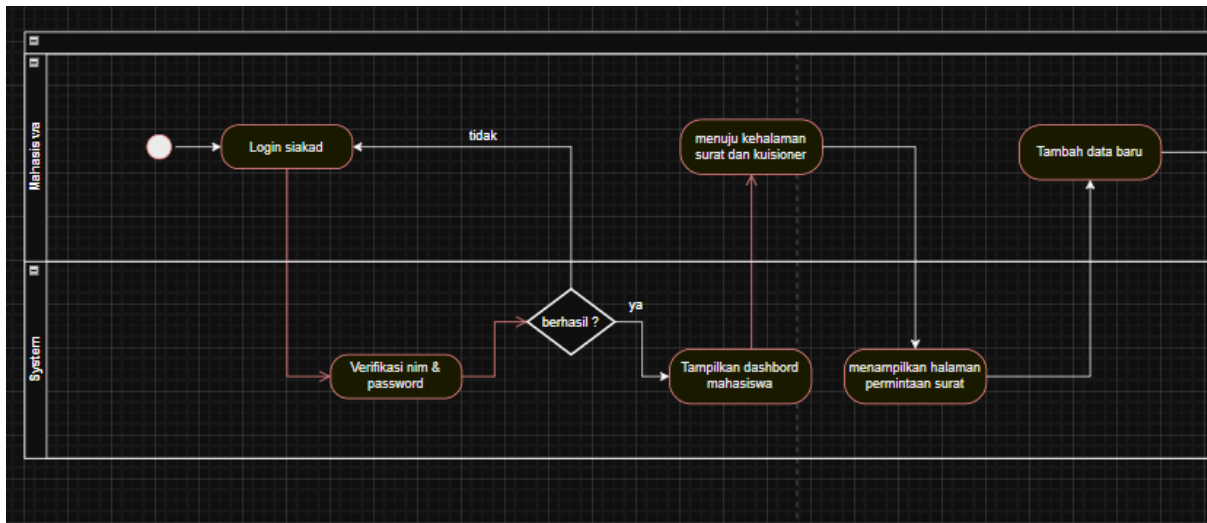 Mahasiswa
Login siakad
tidak
menuju kehalaman
surat dan kuisioner
Tambah data baru
System
Verifikasi nim &
password
berhasil ?
ya
Tampilkan dashbord
mahasiswa
menampilkan halaman
permintaan surat